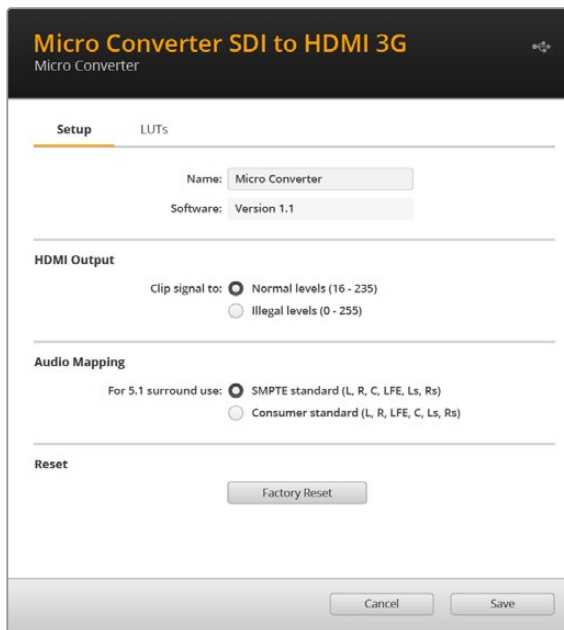 Micro Converter SDI to HDMI 3G
Micro Converter
Setup LUTs
Name: Micro Converter
Software: Version 1.1
HDMI Output
Clip signal to: Normal levels (16 - 235)
Illegal levels (0 - 255)
Audio Mapping
For 5.1 surround use: SMPTE standard (L, R, C, LFE, Ls, Rs)
Consumer standard (L, R, LFE, C, Ls, Rs)
Reset
Factory Reset
Cancel Save